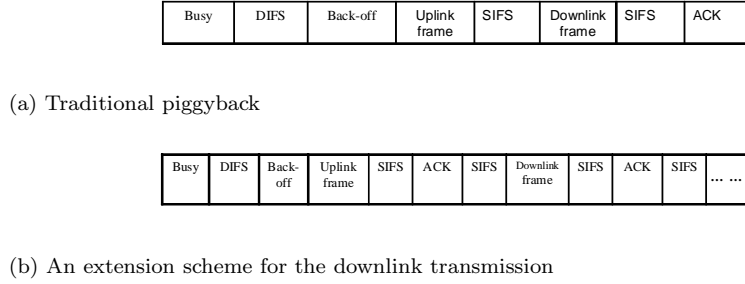 Busy DIFS Back-off Uplink frame SIFS Downlink frame SIFS ACK
(a) Traditional piggyback
Busy DIFS Back-off Uplink frame SIFS ACK SIFS Downlink frame SIFS ACK SIFS ... ...
(b) An extension scheme for the downlink transmission